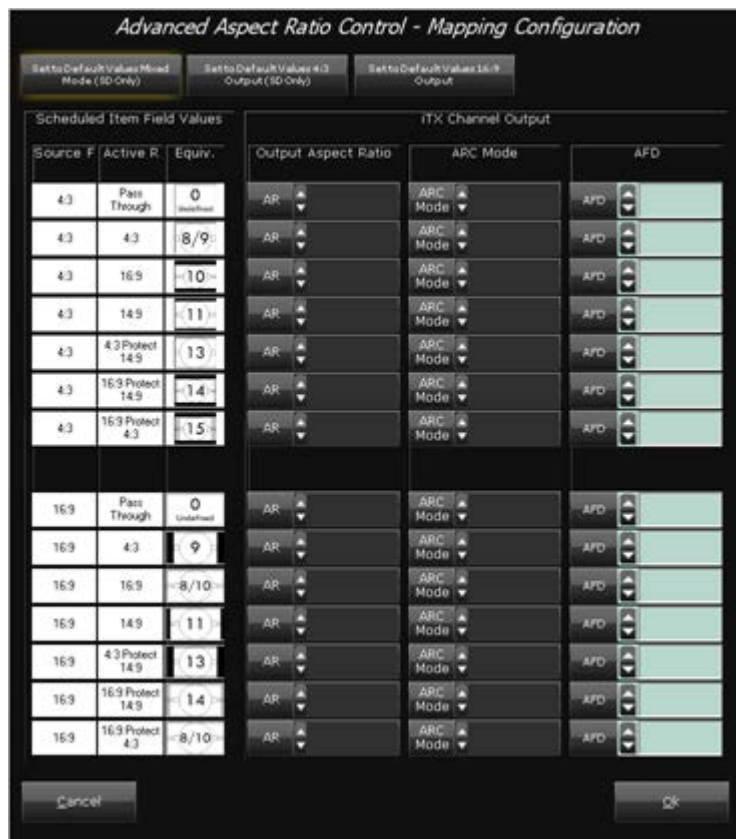 Advanced Aspect Ratio Control - Mapping Configuration
Set to Default Values Mixed Mode (SD Only)
Set to Default Values 4:3 Output (SD Only)
Set to Default Values 16:9 Output
Scheduled Item Field Values
iTX Channel Output
Source F Active R Equiv. Output Aspect Ratio ARC Mode AFD
4:3 Pass Through 0 Undefined AR ARC Mode AFD
4:3 4:3 8/9 AR ARC Mode AFD
4:3 16:9 10 AR ARC Mode AFD
4:3 14:9 11 AR ARC Mode AFD
4:3 4:3 Protect 14:9 13 AR ARC Mode AFD
4:3 16:9 Protect 14:9 14 AR ARC Mode AFD
4:3 16:9 Protect 4:3 15 AR ARC Mode AFD
16:9 Pass Through 0 Undefined AR ARC Mode AFD
16:9 4:3 9 AR ARC Mode AFD
16:9 16:9 8/10 AR ARC Mode AFD
16:9 14:9 11 AR ARC Mode AFD
16:9 4:3 Protect 14:9 13 AR ARC Mode AFD
16:9 16:9 Protect 14:9 14 AR ARC Mode AFD
16:9 16:9 Protect 4:3 8/10 AR ARC Mode AFD
Cancel
Ok